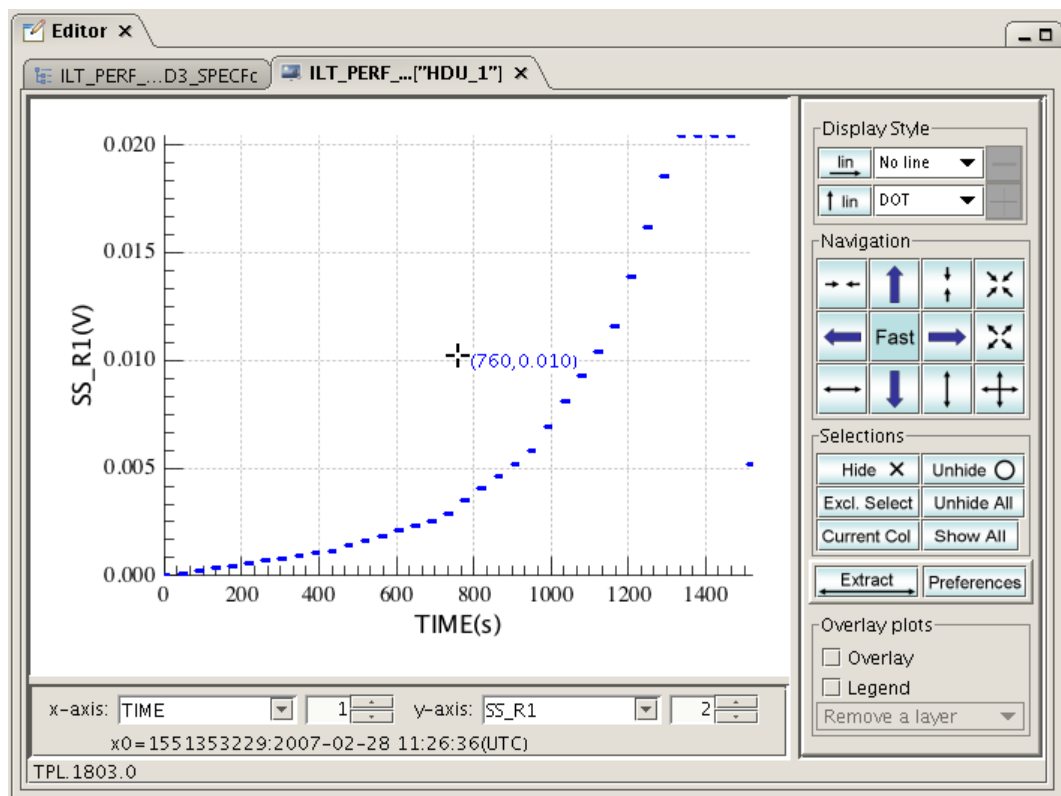 Editor ×
ILT_PERF_...D3_SPECFc
ILT_PERF_...["HDU_1"] ×
0.020
0.015
0.010
0.005
0.000
SS_R1(V)
(760,0.010)
0 200 400 600 800 1000 1200 1400
TIME(s)
Display Style
lin No line
lin DOT
Navigation
Fast
Selections
Hide X Unhide O
Excl. Select Unhide All
Current Col Show All
Extract Preferences
Overlay plots
Overlay
Legend
Remove a layer
x-axis: TIME 1 y-axis: SS_R1 2
x0=1551353229:2007-02-28 11:26:36(UTC)
TPL.1803.0